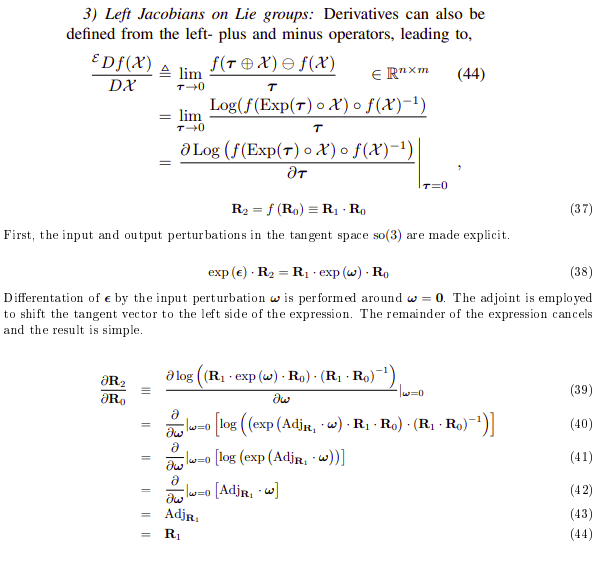 3) Left Jacobians on Lie groups: Derivatives can also be
defined from the left- plus and minus operators, leading to,
$\frac{{}^{\mathcal{E}}Df(\mathcal{X})}{D\mathcal{X}} \triangleq \lim_{\boldsymbol{\tau}\to 0} \frac{f(\boldsymbol{\tau} \oplus \mathcal{X}) \ominus f(\mathcal{X})}{\boldsymbol{\tau}} \quad \in \mathbb{R}^{n \times m}$ (44)
$= \lim_{\boldsymbol{\tau}\to 0} \frac{\mathrm{Log}(f(\mathrm{Exp}(\boldsymbol{\tau}) \circ \mathcal{X}) \circ f(\mathcal{X})^{-1})}{\boldsymbol{\tau}}$
$= \left. \frac{\partial \, \mathrm{Log}\left(f(\mathrm{Exp}(\boldsymbol{\tau}) \circ \mathcal{X}) \circ f(\mathcal{X})^{-1}\right)}{\partial \boldsymbol{\tau}} \right|_{\boldsymbol{\tau}=0} ,$
$\mathbf{R}_2 = f(\mathbf{R}_0) \equiv \mathbf{R}_1 \cdot \mathbf{R}_0$ (37)
First, the input and output perturbations in the tangent space so(3) are made explicit.
$\exp(\boldsymbol{\epsilon}) \cdot \mathbf{R}_2 = \mathbf{R}_1 \cdot \exp(\boldsymbol{\omega}) \cdot \mathbf{R}_0$ (38)
Differentation of $\boldsymbol{\epsilon}$ by the input perturbation $\boldsymbol{\omega}$ is performed around $\boldsymbol{\omega} = \mathbf{0}$. The adjoint is employed
to shift the tangent vector to the left side of the expression. The remainder of the expression cancels
and the result is simple.
$\frac{\partial \mathbf{R}_2}{\partial \mathbf{R}_0} \equiv \frac{\partial \log\left((\mathbf{R}_1 \cdot \exp(\boldsymbol{\omega}) \cdot \mathbf{R}_0) \cdot (\mathbf{R}_1 \cdot \mathbf{R}_0)^{-1}\right)}{\partial \boldsymbol{\omega}} |_{\boldsymbol{\omega}=0}$ (39)
$= \frac{\partial}{\partial \boldsymbol{\omega}} |_{\boldsymbol{\omega}=0} \left[\log\left((\exp(\mathrm{Adj}_{\mathbf{R}_1} \cdot \boldsymbol{\omega}) \cdot \mathbf{R}_1 \cdot \mathbf{R}_0) \cdot (\mathbf{R}_1 \cdot \mathbf{R}_0)^{-1}\right)\right]$ (40)
$= \frac{\partial}{\partial \boldsymbol{\omega}} |_{\boldsymbol{\omega}=0} \left[\log(\exp(\mathrm{Adj}_{\mathbf{R}_1} \cdot \boldsymbol{\omega}))\right]$ (41)
$= \frac{\partial}{\partial \boldsymbol{\omega}} |_{\boldsymbol{\omega}=0} \left[\mathrm{Adj}_{\mathbf{R}_1} \cdot \boldsymbol{\omega}\right]$ (42)
$= \mathrm{Adj}_{\mathbf{R}_1}$ (43)
$= \mathbf{R}_1$ (44)